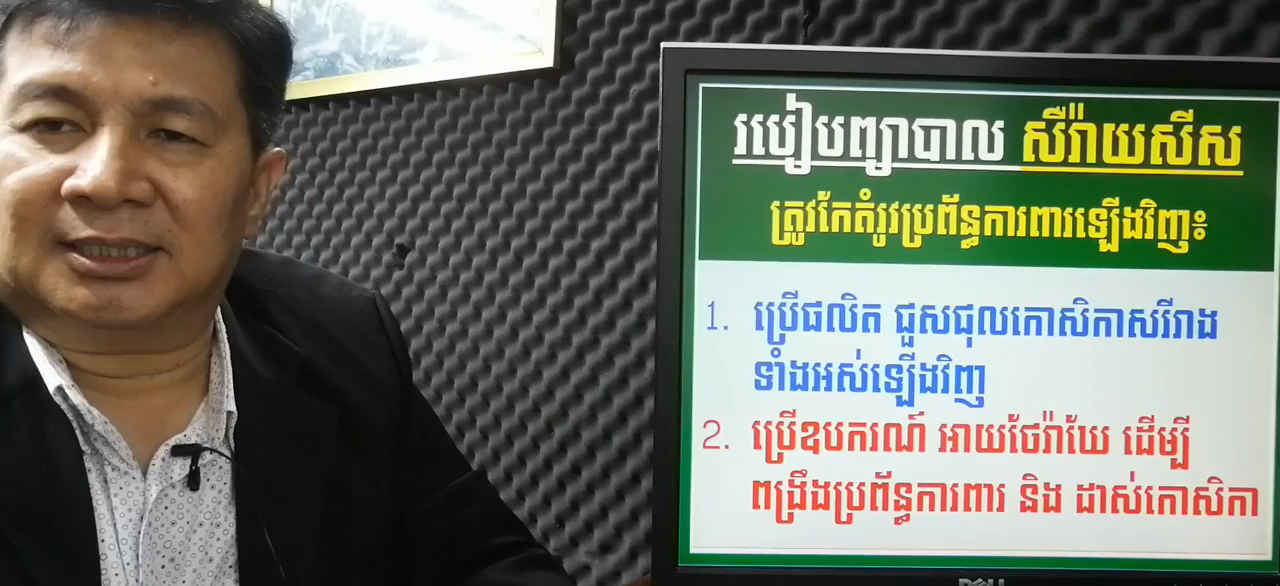 របៀបព្យាបាល សឺរ៉ាយសីស
ត្រូវកែតំរូវប្រព័ន្ធការពារឡើងវិញ៖
1. ប្រើផលិត ជួសជុលកោសិកាសរីរាង
ទាំងអស់ឡើងវិញ
2. ប្រើឧបករណ៍ អាយថែរ៉ាឃែ ដើម្បី
ពង្រឹងប្រព័ន្ធការពារ និង ដាស់កោសិកា